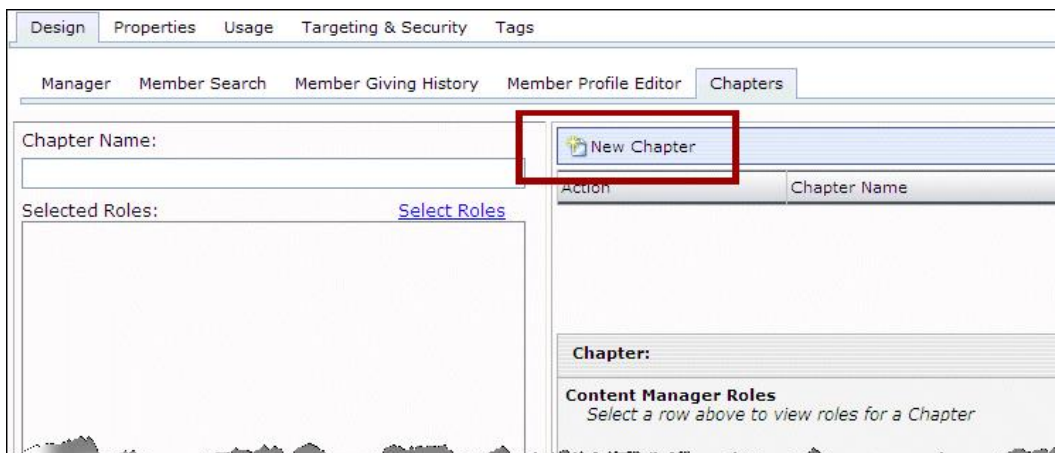 Design Properties Usage Targeting & Security Tags
Manager Member Search Member Giving History Member Profile Editor Chapters
Chapter Name:
New Chapter
Action Chapter Name
Selected Roles: Select Roles
Chapter:
Content Manager Roles
Select a row above to view roles for a Chapter